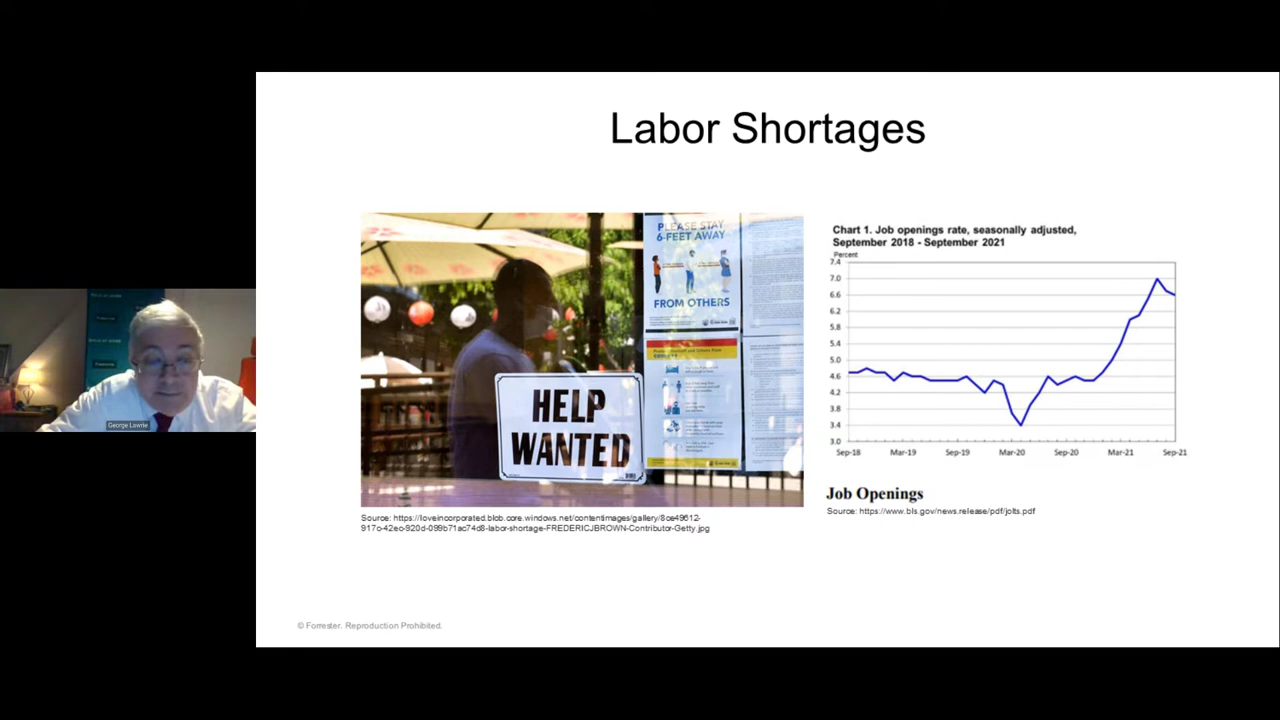 Labor Shortages
PLEASE STAY
6-FEET AWAY
FROM OTHERS
HELP
WANTED
Source: https://loveincorporated.blob.core.windows.net/contentimages/gallery/8ce49612-
917c-42ec-920d-099b71ac74d8-labor-shortage-FREDERICJBROWN-Contributor-Getty.jpg
Chart 1. Job openings rate, seasonally adjusted,
September 2018 - September 2021
Percent
7.4
7.0
6.6
6.2
5.8
5.4
5.0
4.6
4.2
3.8
3.4
3.0
Sep-18 Mar-19 Sep-19 Mar-20 Sep-20 Mar-21 Sep-21
Job Openings
Source: https://www.bls.gov/news.release/pdf/jolts.pdf
George Lawrie
© Forrester. Reproduction Prohibited.